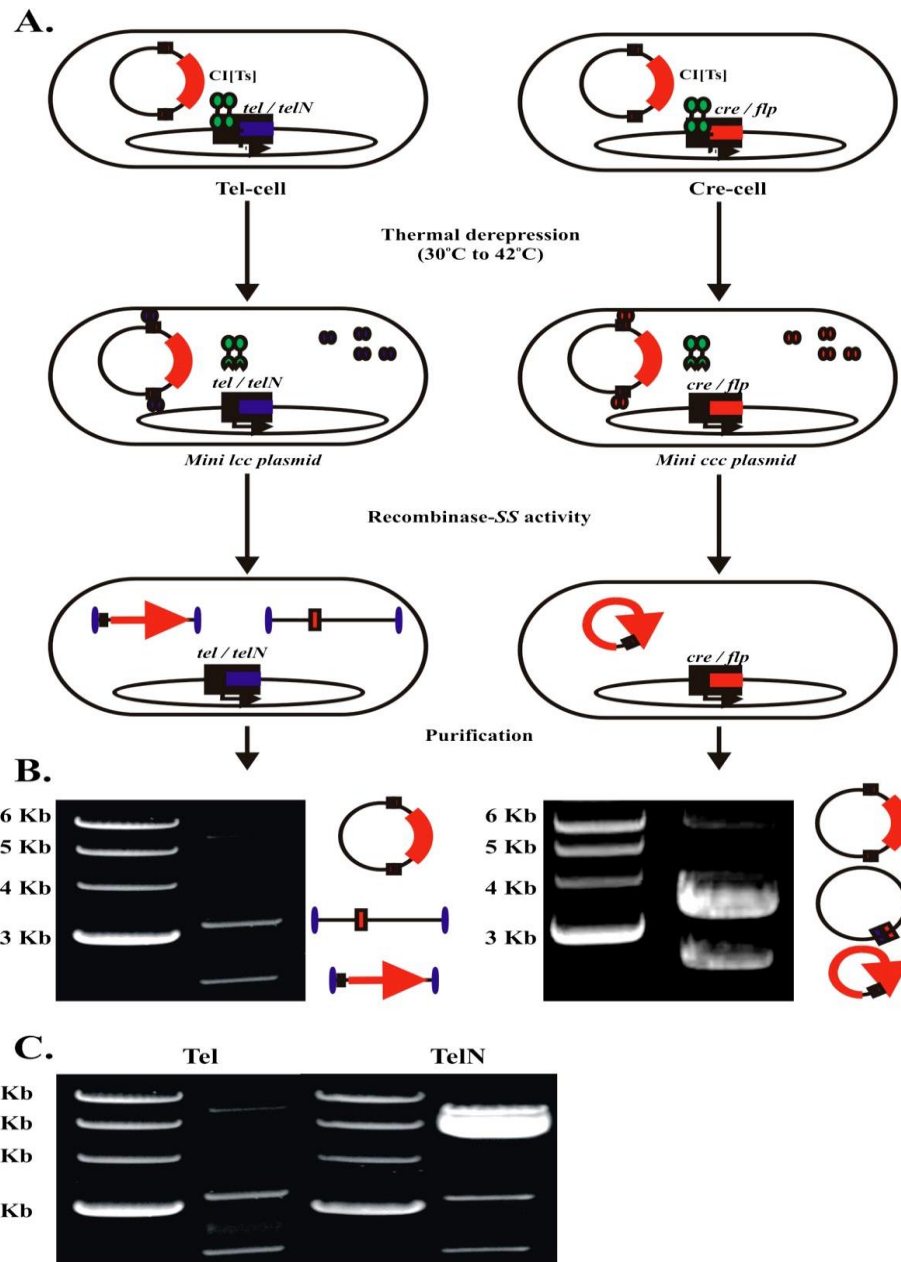 A.
CI[Ts]
tel / telN
CI[Ts]
cre / flp
Tel-cell
Cre-cell
Thermal derepression
(30°C to 42°C)
tel / telN
cre / flp
Mini lcc plasmid
Mini ccc plasmid
Recombinase-SS activity
tel / telN
cre / flp
Purification
B.
6 Kb
5 Kb
4 Kb
3 Kb
6 Kb
5 Kb
4 Kb
3 Kb
C.
Tel
TelN
Kb
Kb
Kb
Kb